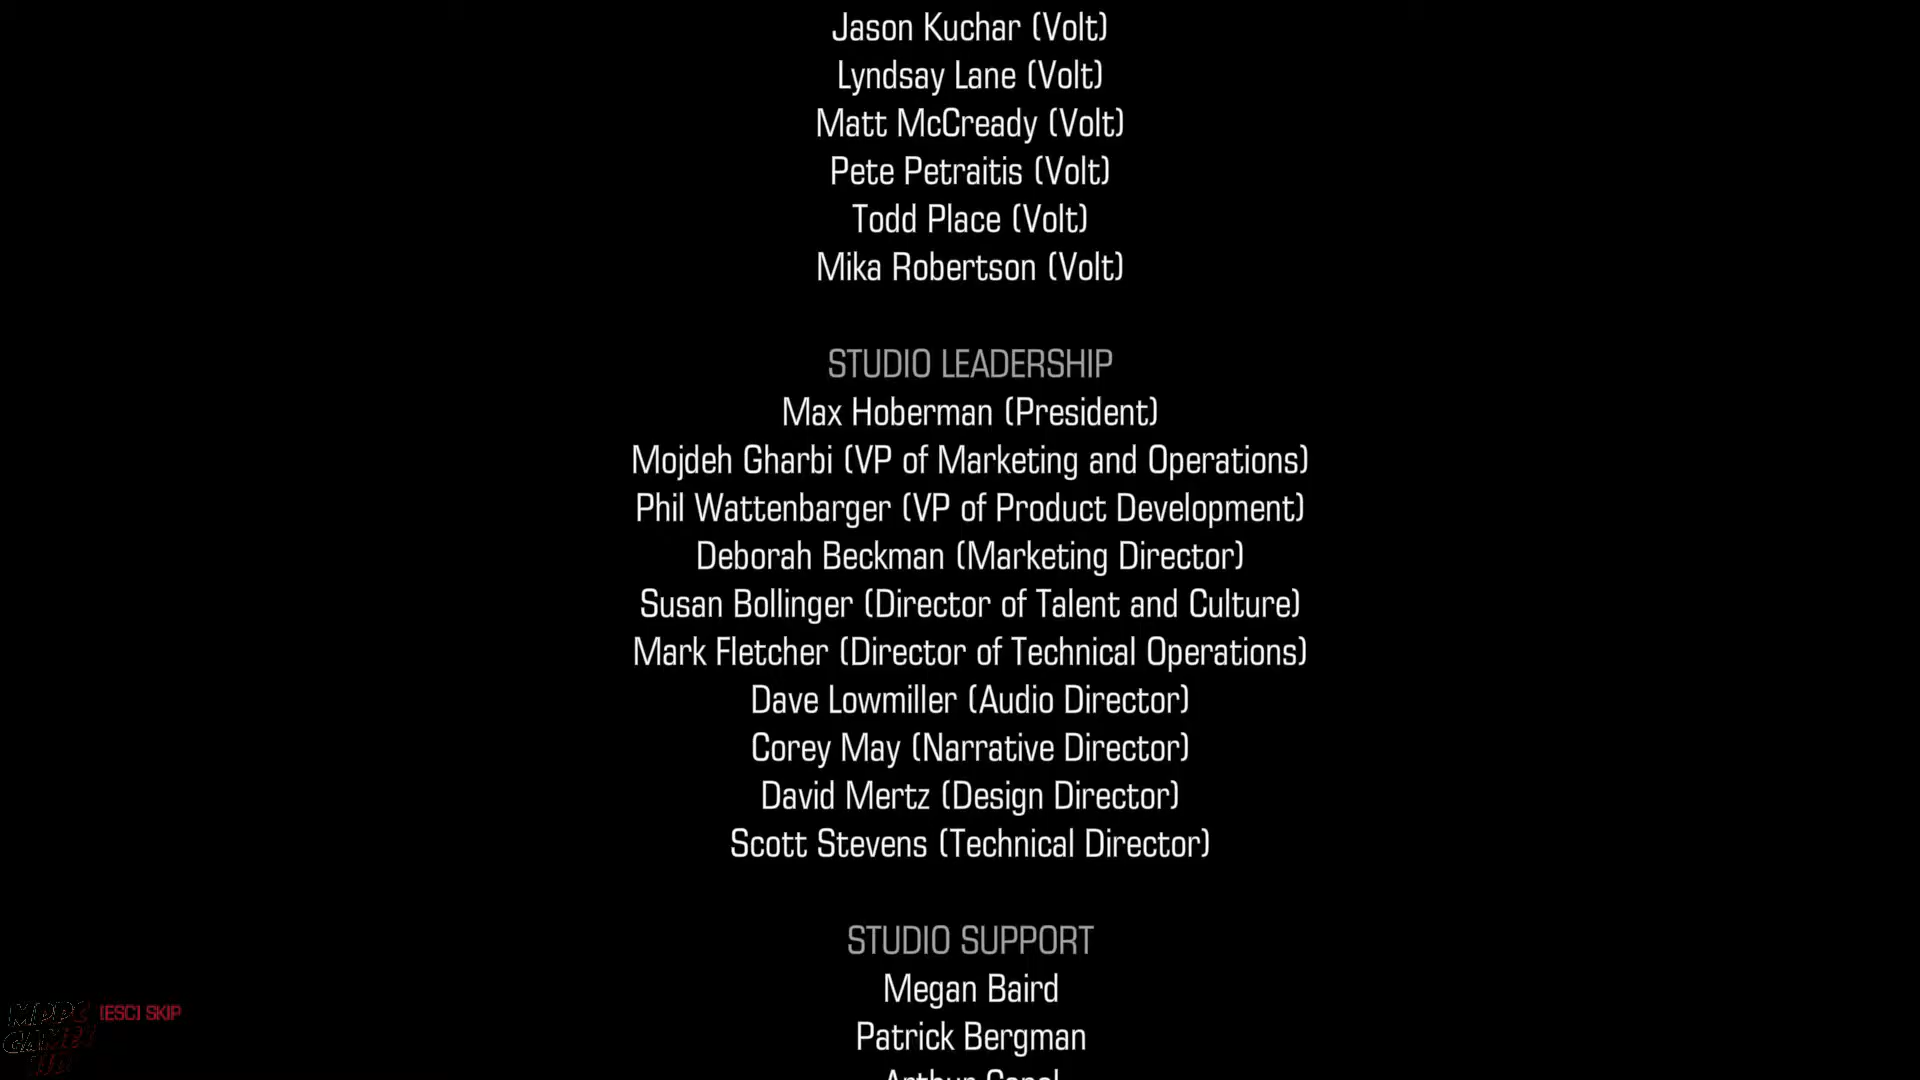 Jason Kuchar (Volt)
Lyndsay Lane (Volt)
Matt McCready (Volt)
Pete Petraitis (Volt)
Todd Place (Volt)
Mika Robertson (Volt)
STUDIO LEADERSHIP
Max Hoberman (President)
Mojdeh Gharbi (VP of Marketing and Operations)
Phil Wattenbarger (VP of Product Development)
Deborah Beckman (Marketing Director)
Susan Bollinger (Director of Talent and Culture)
Mark Fletcher (Director of Technical Operations)
Dave Lowmiller (Audio Director)
Corey May (Narrative Director)
David Mertz (Design Director)
Scott Stevens (Technical Director)
STUDIO SUPPORT
Megan Baird
Patrick Bergman
[ESC] SKIP